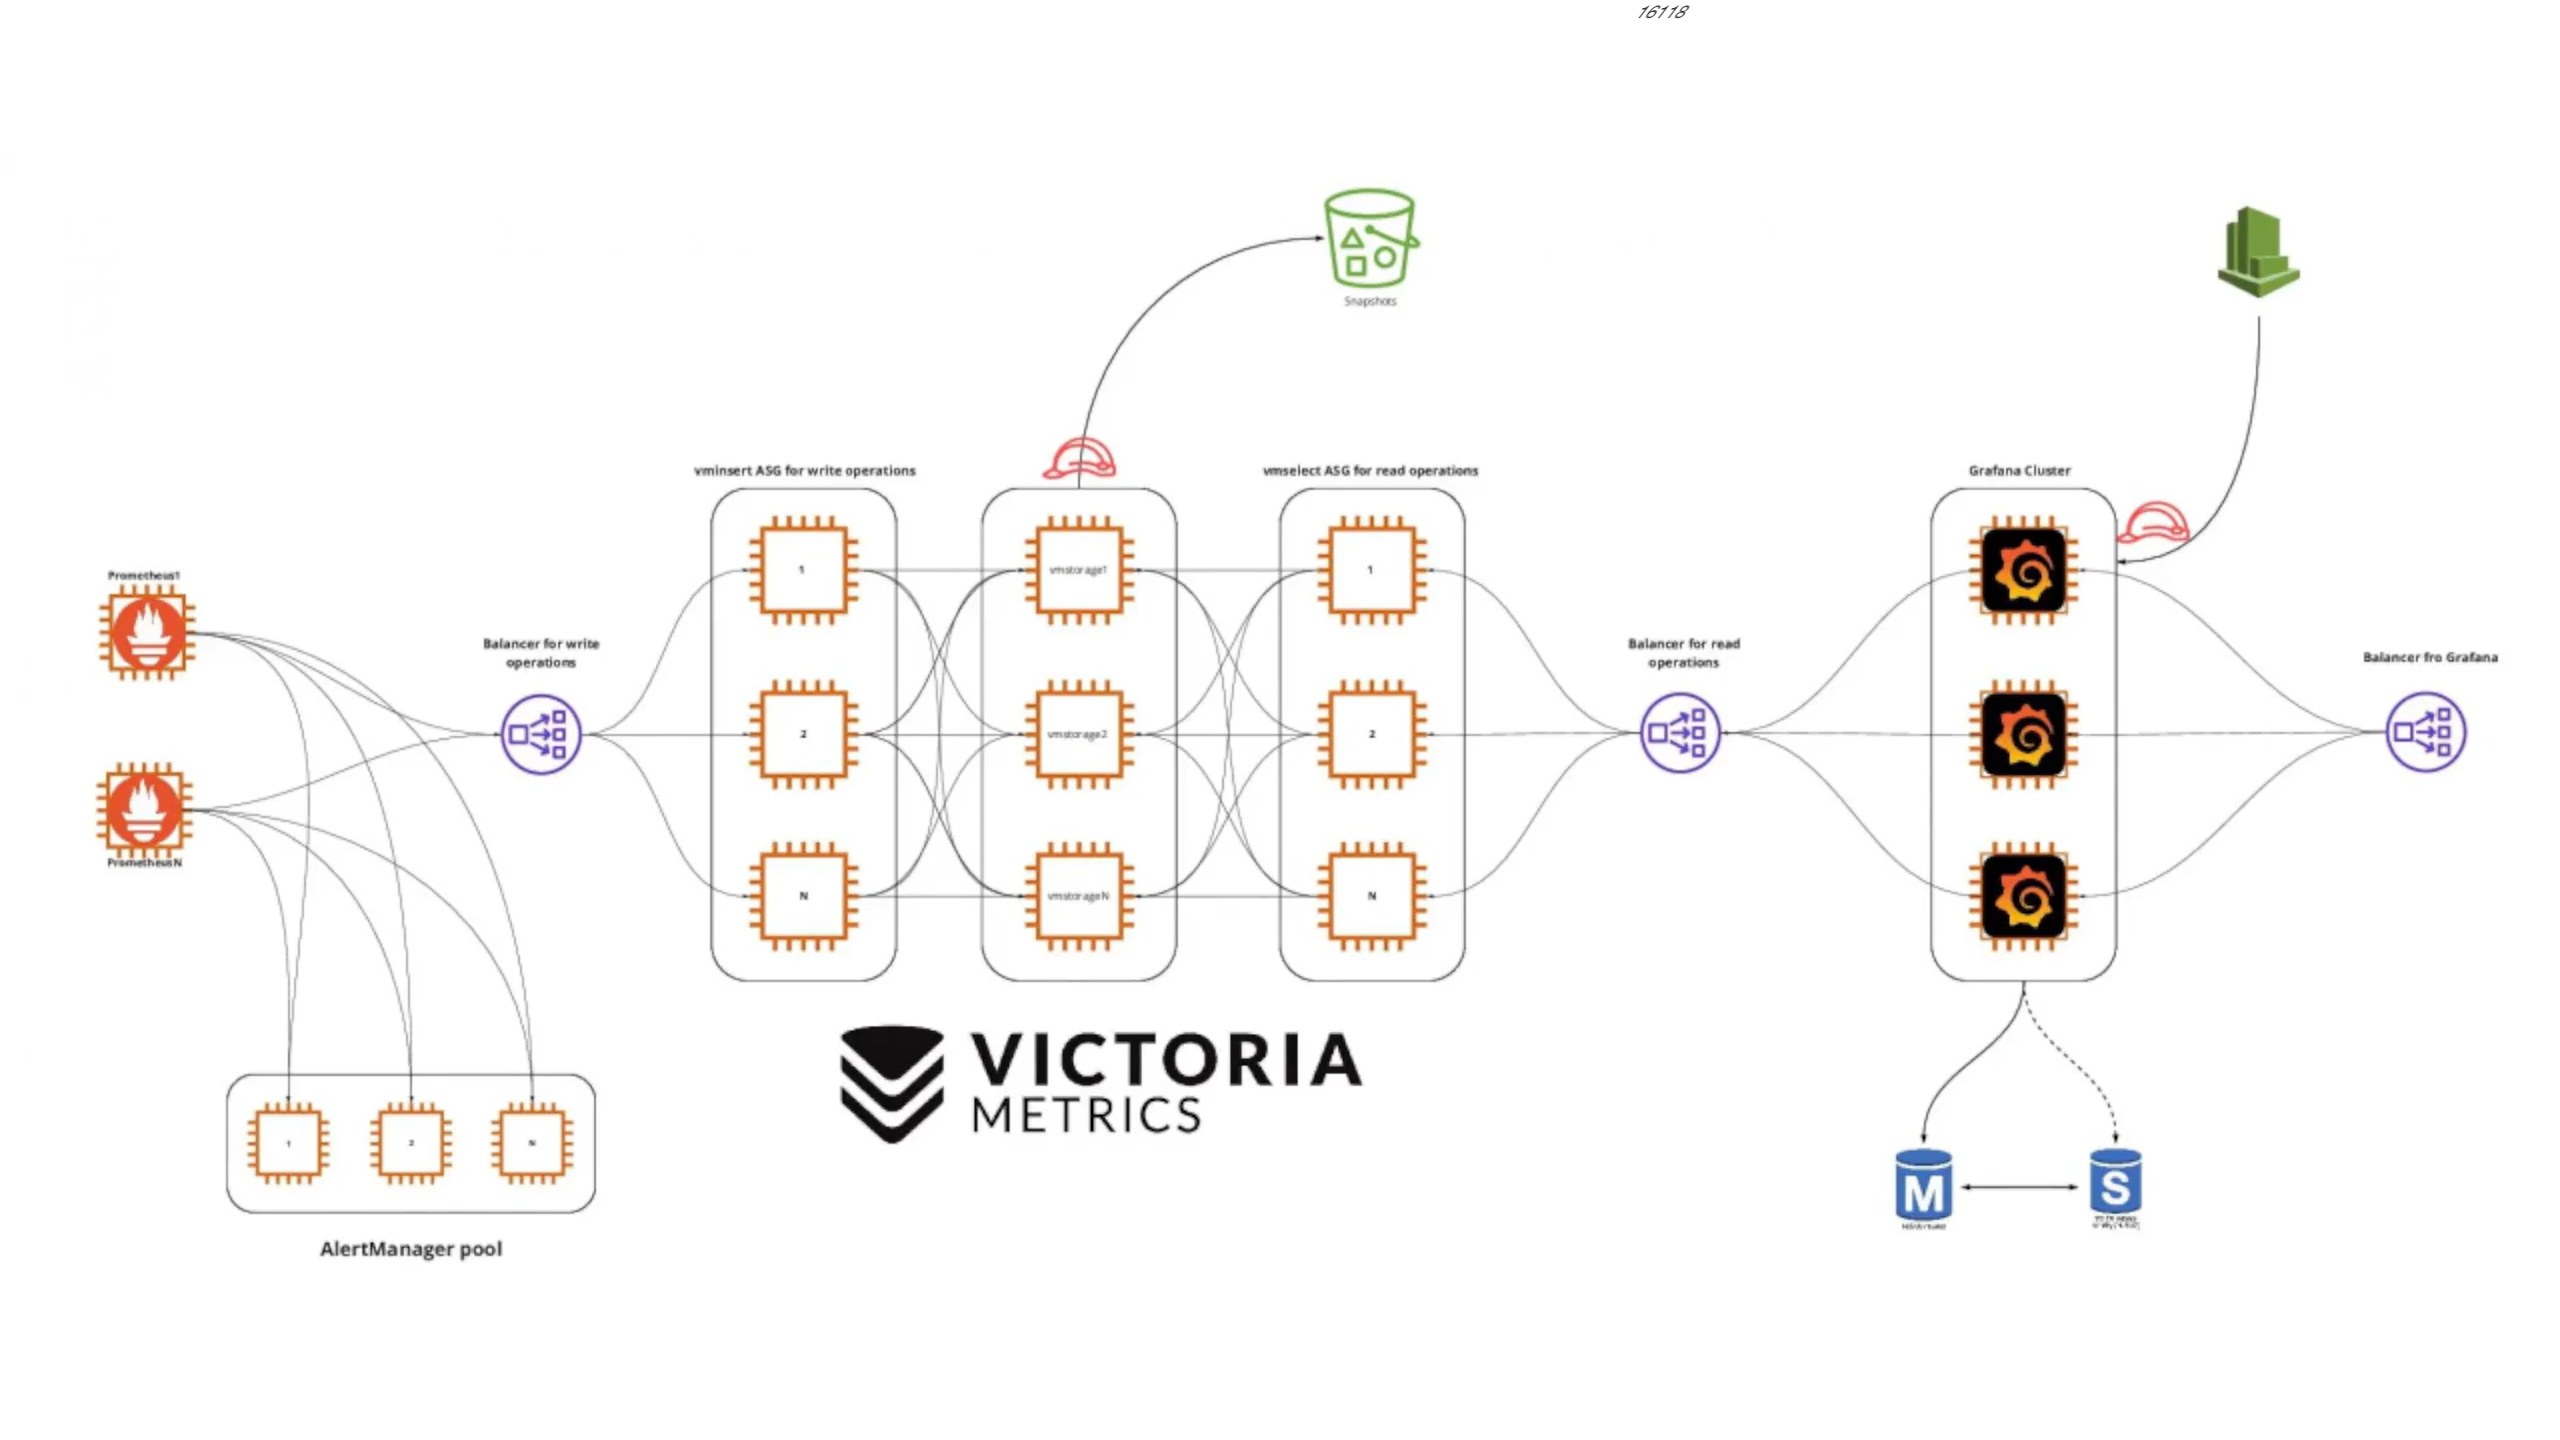 16118
Snapshots
vminsert ASG for write operations
vmselect ASG for read operations
Grafana Cluster
Prometheus1
PrometheusN
Balancer for write
operations
1
2
N
vmstorage1
vmstorage2
vmstorageN
1
2
N
Balancer for read
operations
Balancer fro Grafana
VICTORIA
METRICS
1
2
N
AlertManager pool
M
S